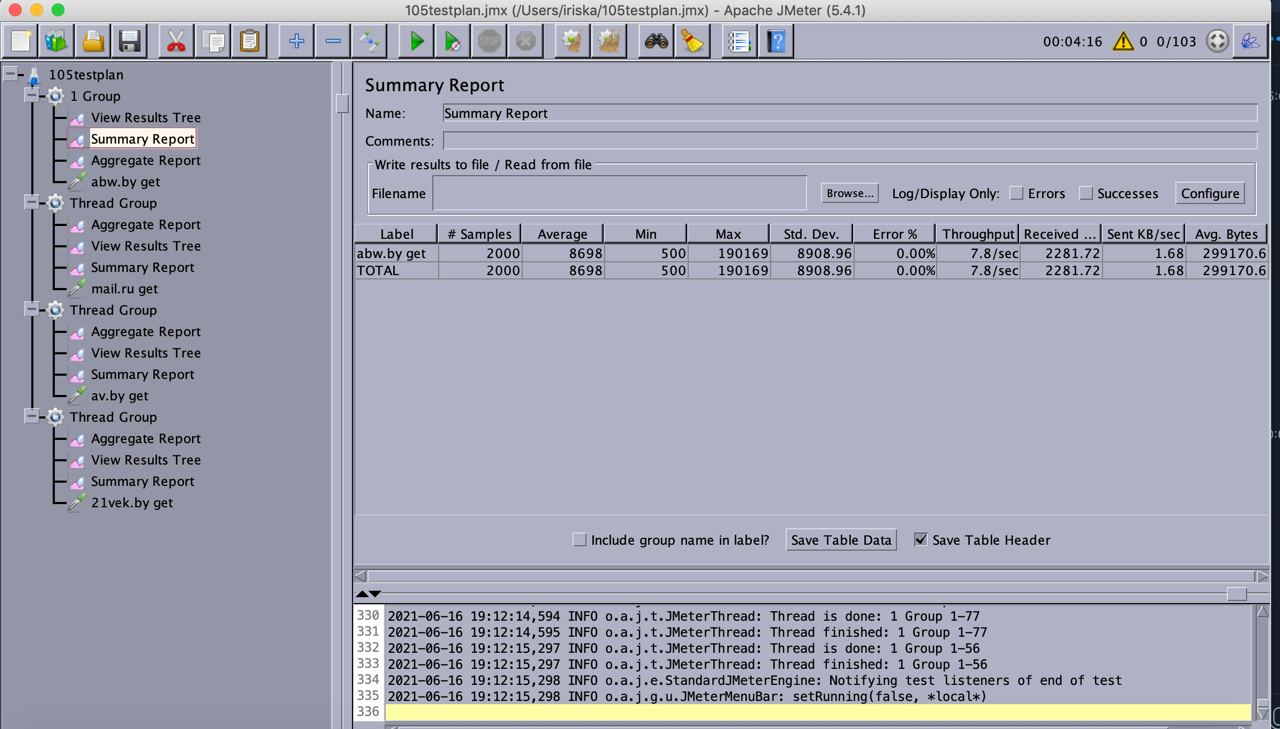 105testplan.jmx (/Users/iriska/105testplan.jmx) - Apache JMeter (5.4.1)
STOP
00:04:16 0 0/103
105testplan
1 Group
View Results Tree
Summary Report
Aggregate Report
abw.by get
Thread Group
Aggregate Report
View Results Tree
Summary Report
mail.ru get
Thread Group
Aggregate Report
View Results Tree
Summary Report
av.by get
Thread Group
Aggregate Report
View Results Tree
Summary Report
21vek.by get
Summary Report
Name: Summary Report
Comments:
Write results to file / Read from file
Filename Browse... Log/Display Only: Errors Successes Configure
Label # Samples Average Min Max Std. Dev. Error % Throughput Received ... Sent KB/sec Avg. Bytes
abw.by get 2000 8698 500 190169 8908.96 0.00% 7.8/sec 2281.72 1.68 299170.6
TOTAL 2000 8698 500 190169 8908.96 0.00% 7.8/sec 2281.72 1.68 299170.6
Include group name in label? Save Table Data Save Table Header
330 2021-06-16 19:12:14,594 INFO o.a.j.t.JMeterThread: Thread is done: 1 Group 1-77
331 2021-06-16 19:12:14,595 INFO o.a.j.t.JMeterThread: Thread finished: 1 Group 1-77
332 2021-06-16 19:12:15,297 INFO o.a.j.t.JMeterThread: Thread is done: 1 Group 1-56
333 2021-06-16 19:12:15,297 INFO o.a.j.t.JMeterThread: Thread finished: 1 Group 1-56
334 2021-06-16 19:12:15,298 INFO o.a.j.e.StandardJMeterEngine: Notifying test listeners of end of test
335 2021-06-16 19:12:15,298 INFO o.a.j.g.u.JMeterMenuBar: setRunning(false, *local*)
336